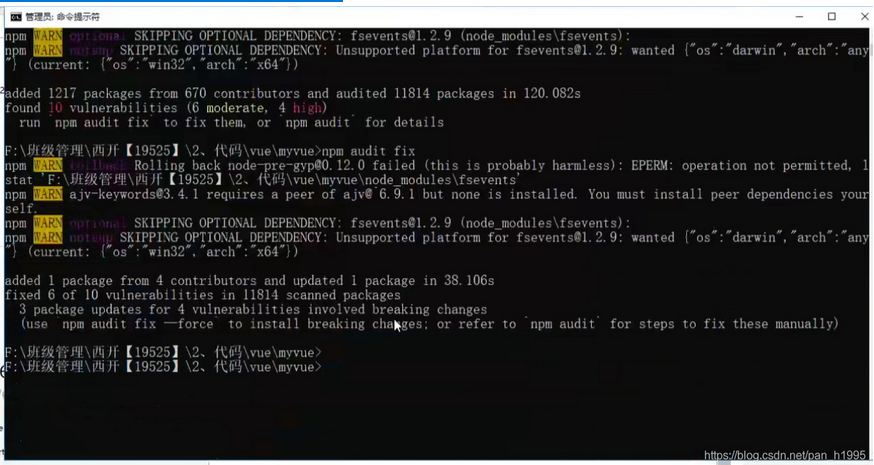 管理员: 命令提示符
npm WARN optional SKIPPING OPTIONAL DEPENDENCY: fsevents@1.2.9 (node_modules\fsevents):
npm WARN notsup SKIPPING OPTIONAL DEPENDENCY: Unsupported platform for fsevents@1.2.9: wanted {"os":"darwin","arch":"any
"} (current: {"os":"win32","arch":"x64"})
added 1217 packages from 670 contributors and audited 11814 packages in 120.082s
found 10 vulnerabilities (6 moderate, 4 high)
run `npm audit fix` to fix them, or `npm audit` for details
F:\班级管理\西开【19525】\2、代码\vue\myvue>npm audit fix
npm WARN rollback Rolling back node-pre-gyp@0.12.0 failed (this is probably harmless): EPERM: operation not permitted, l
stat 'F:\班级管理\西开【19525】\2、代码\vue\myvue\node_modules\fsevents'
npm WARN ajv-keywords@3.4.1 requires a peer of ajv@^6.9.1 but none is installed. You must install peer dependencies your
self.
npm WARN optional SKIPPING OPTIONAL DEPENDENCY: fsevents@1.2.9 (node_modules\fsevents):
npm WARN notsup SKIPPING OPTIONAL DEPENDENCY: Unsupported platform for fsevents@1.2.9: wanted {"os":"darwin","arch":"any
"} (current: {"os":"win32","arch":"x64"})
added 1 package from 4 contributors and updated 1 package in 38.106s
fixed 6 of 10 vulnerabilities in 11814 scanned packages
3 package updates for 4 vulnerabilities involved breaking changes
(use `npm audit fix --force` to install breaking changes; or refer to `npm audit` for steps to fix these manually)
F:\班级管理\西开【19525】\2、代码\vue\myvue>
F:\班级管理\西开【19525】\2、代码\vue\myvue>
https://blog.csdn.net/pan_h1995